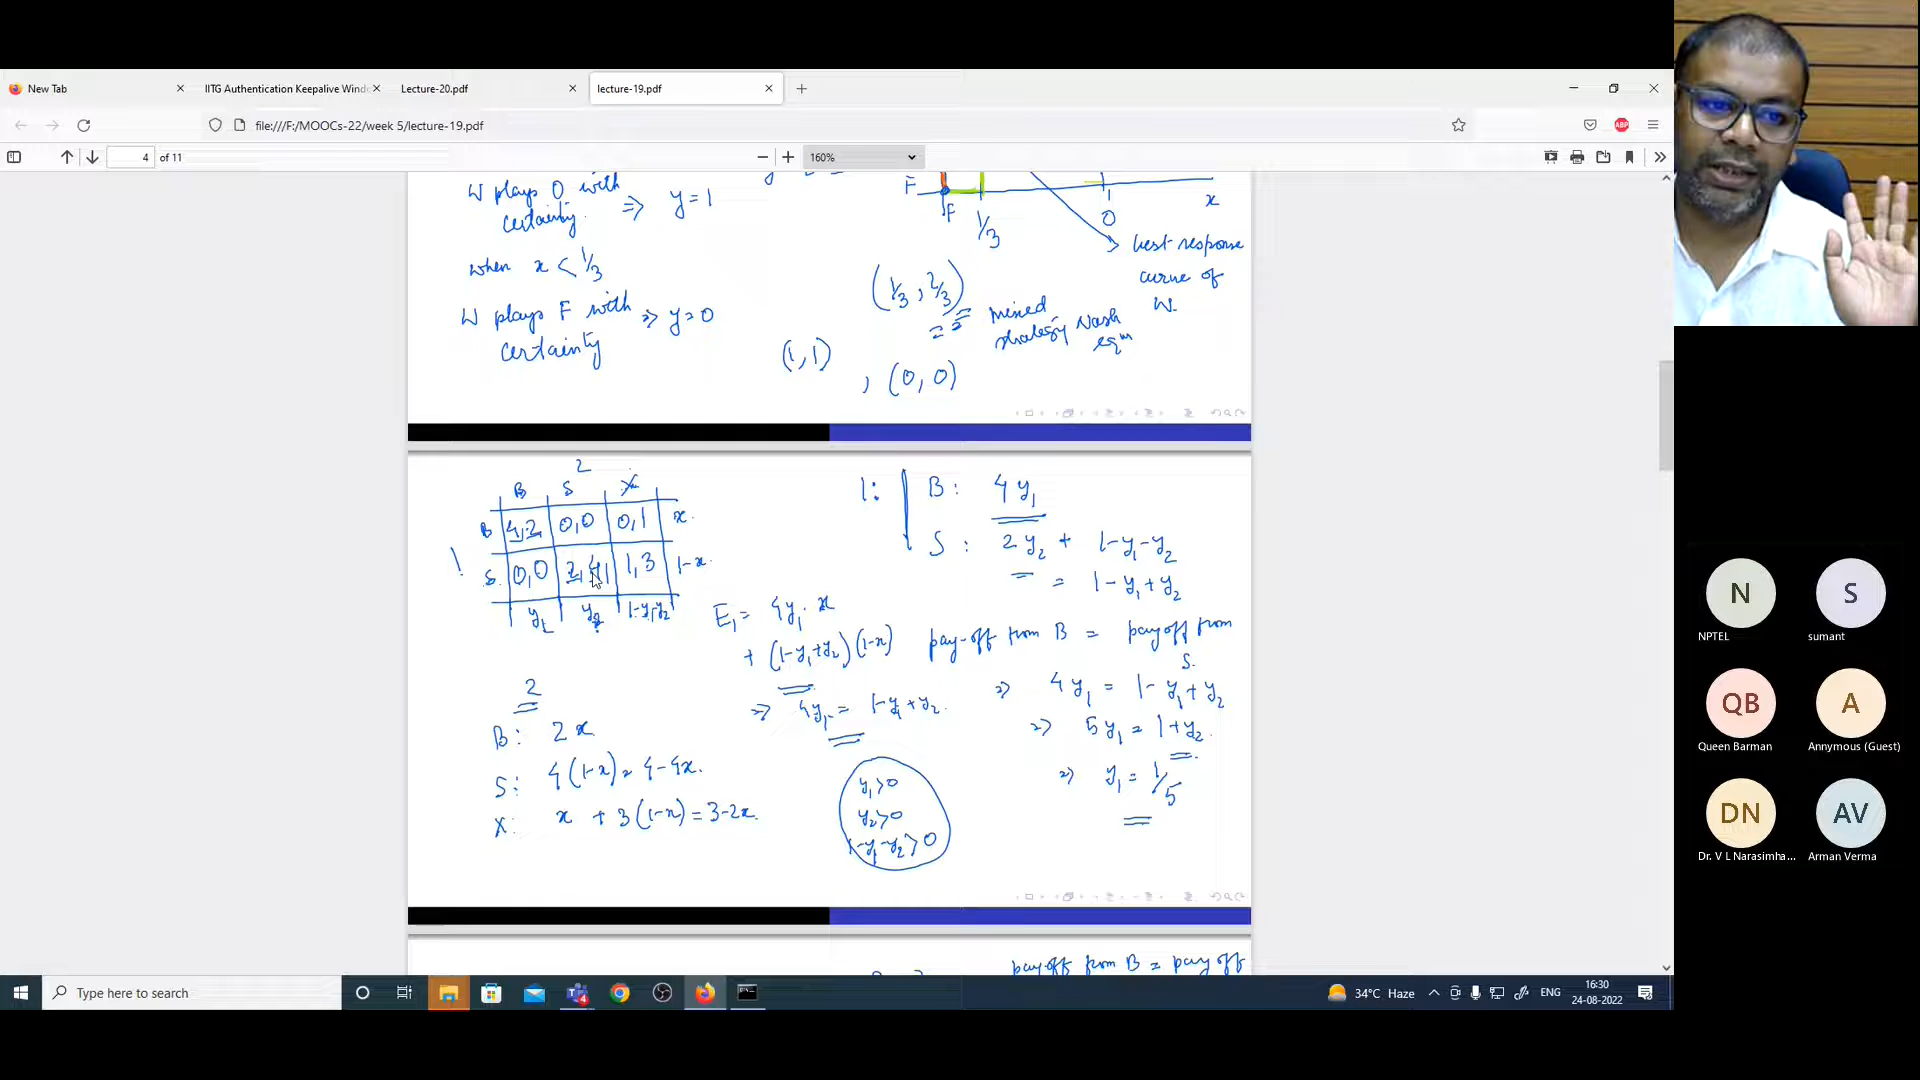 New Tab
IITG Authentication Keepalive Windo
Lecture-20.pdf
lecture-19.pdf
file:///F:/MOOCs-22/week 5/lecture-19.pdf
ABP
4 of 11
160%
W plays O with
certainty. ⇒ y = 1
when x < 1/3
W plays F with ⇒ y = 0
certainty
F
F
1/3
O
x
best response
curve of
W.
(1/3, 2/3)
mixed
strategy Nash
eqm
(1, 1)
, (0, 0)
2
B S X
B 4,2 0,0 0,1 x
1
S 0,0 2,4 1,3 1-x
y1 y2 1-y1-y2
1: B: 4y1
S: 2y2 + 1-y1-y2
= 1-y1+y2
E1 = 4y1 . x
+ (1-y1+y2)(1-x)
⇒ 4y1 = 1-y1+y2.
pay-off from B = payoff from
S.
⇒ 4y1 = 1-y1+y2
⇒ 5y1 = 1+y2.
⇒ y1 = 1/5
2
B: 2x
S: 4(1-x) = 4-4x.
X: x + 3(1-x) = 3-2x.
y1>0
y2>0
1-y1-y2>0
payoff from B = pay off
N
NPTEL
S
sumant
QB
Queen Barman
A
Annymous (Guest)
DN
Dr. V L Narasimha...
AV
Arman Verma
Type here to search
34°C Haze
ENG
16:30
24-08-2022